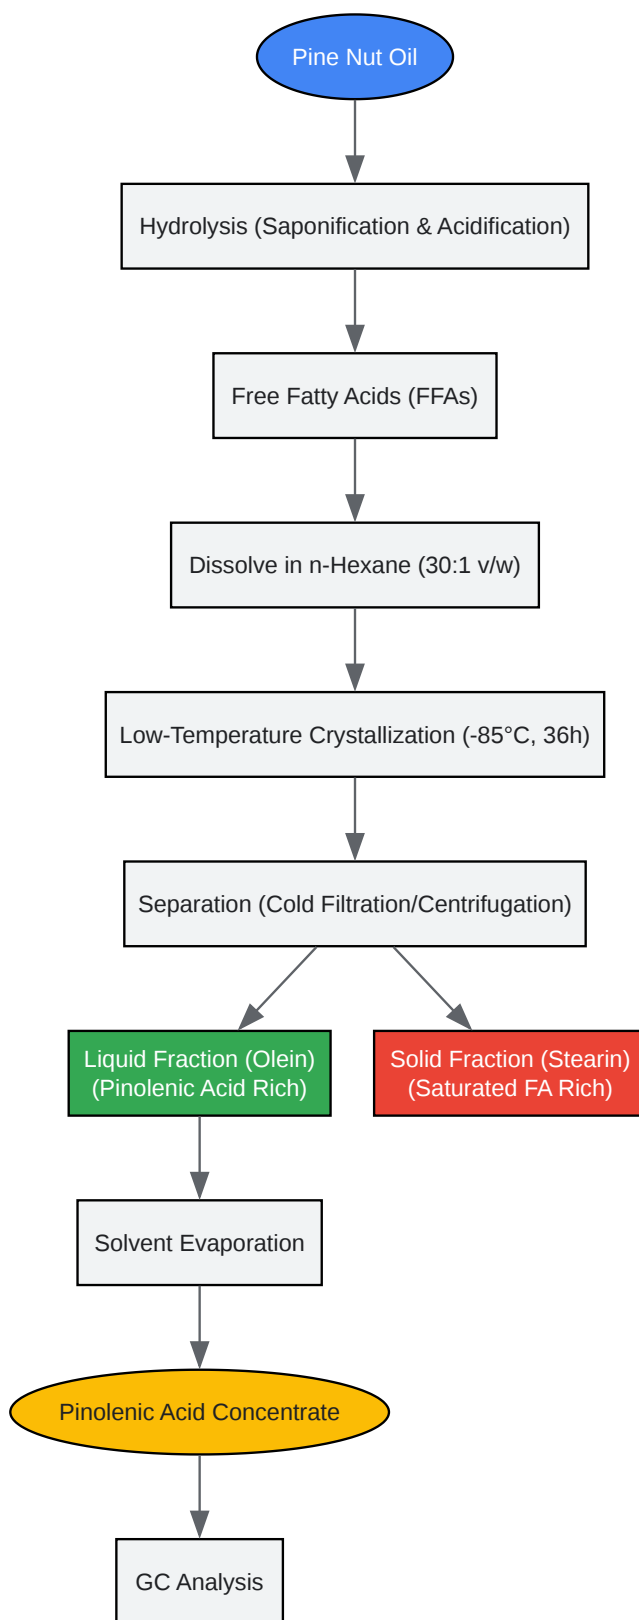 Pine Nut Oil
Hydrolysis (Saponification & Acidification)
Free Fatty Acids (FFAs)
Dissolve in n-Hexane (30:1 v/w)
Low-Temperature Crystallization (-85°C, 36h)
Separation (Cold Filtration/Centrifugation)
Liquid Fraction (Olein)
(Pinolenic Acid Rich)
Solid Fraction (Stearin)
(Saturated FA Rich)
Solvent Evaporation
Pinolenic Acid Concentrate
GC Analysis